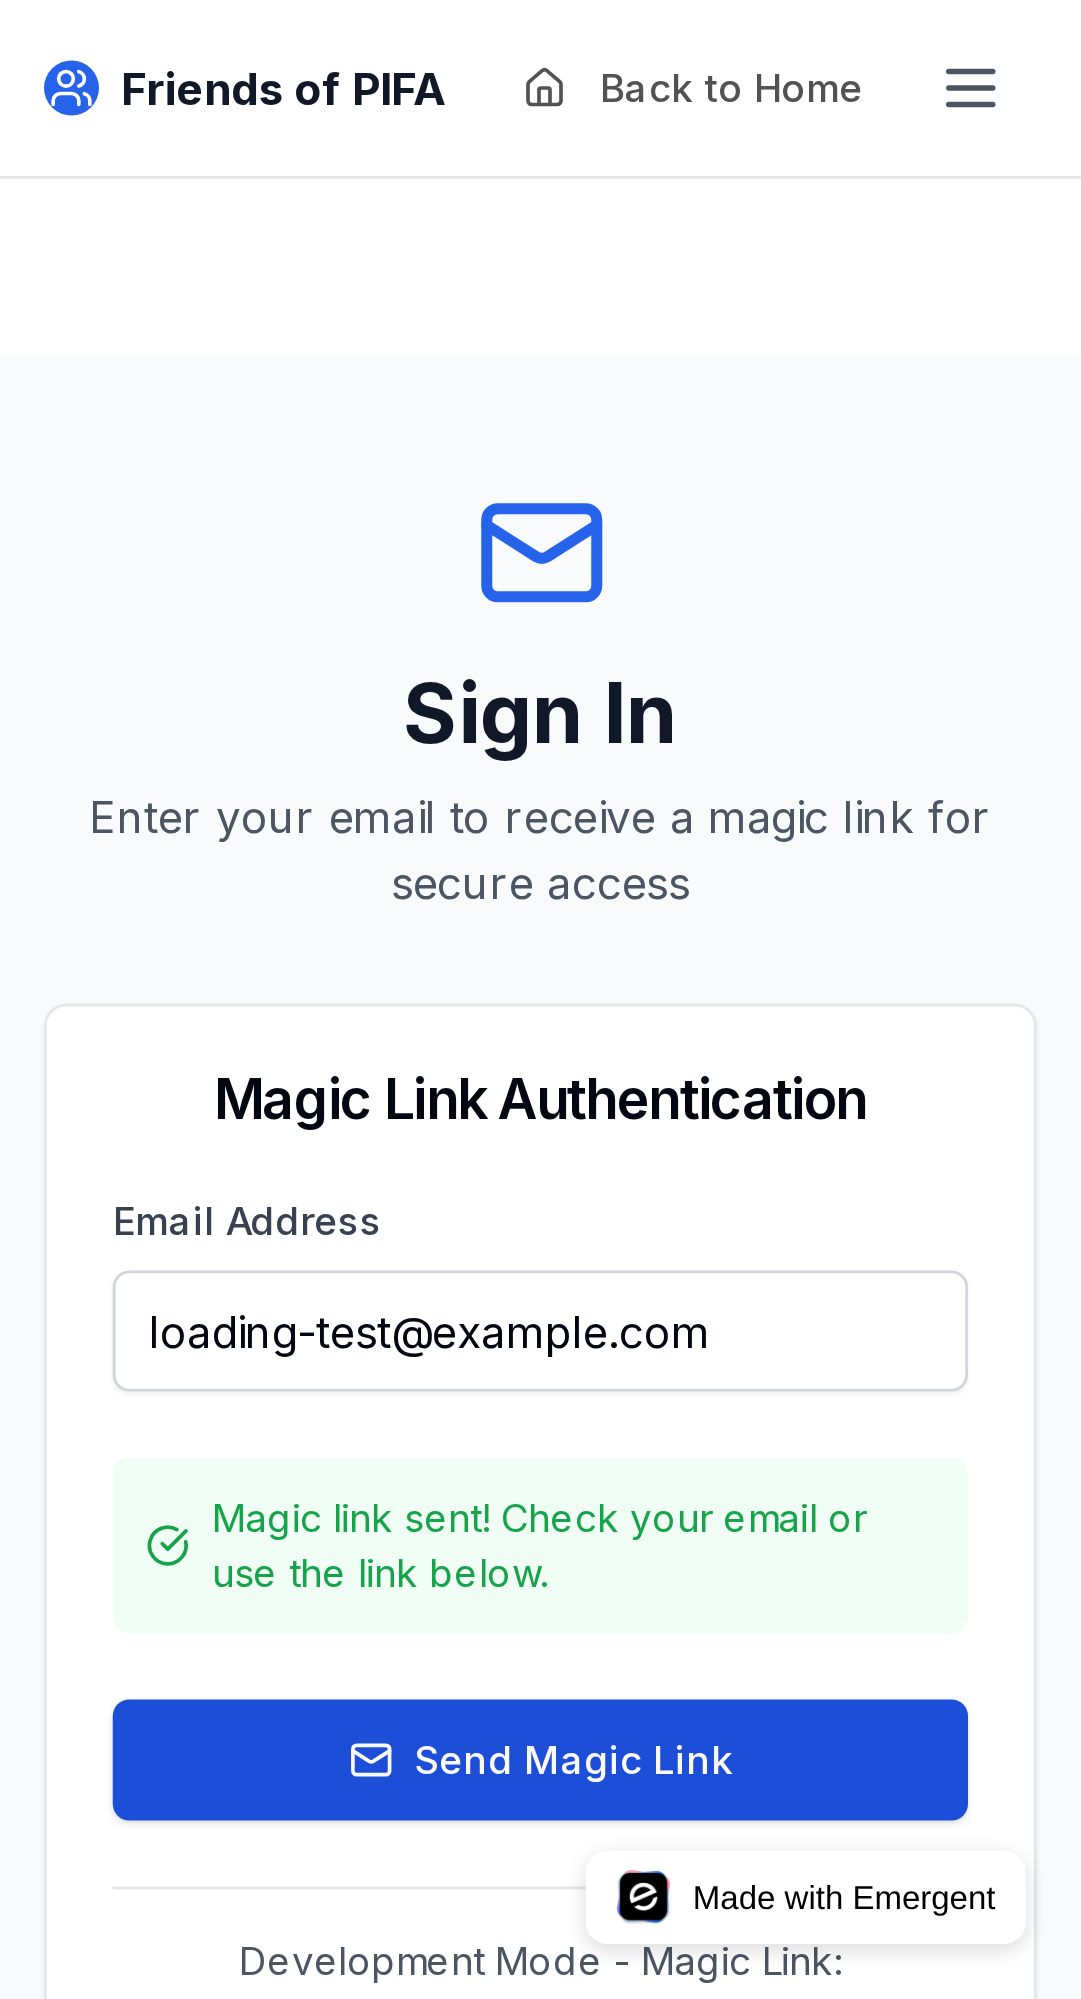 Friends of PIFA
Back to Home
Sign In
Enter your email to receive a magic link for
secure access
Magic Link Authentication
Email Address
loading-test@example.com
Magic link sent! Check your email or
use the link below.
Send Magic Link
Made with Emergent
Development Mode - Magic Link: